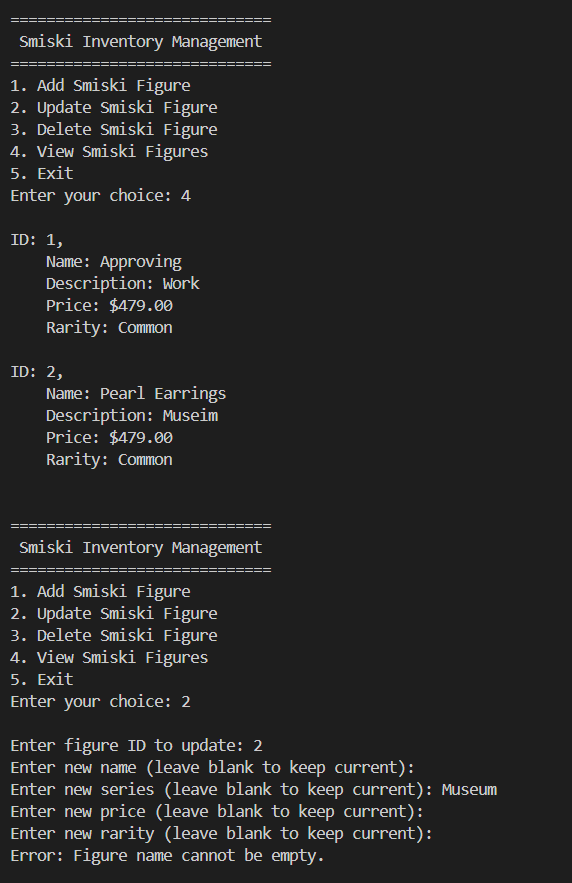 =============================
 Smiski Inventory Management
=============================
1. Add Smiski Figure
2. Update Smiski Figure
3. Delete Smiski Figure
4. View Smiski Figures
5. Exit
Enter your choice: 4

ID: 1,
    Name: Approving
    Description: Work
    Price: $479.00
    Rarity: Common

ID: 2,
    Name: Pearl Earrings
    Description: Museim
    Price: $479.00
    Rarity: Common


=============================
 Smiski Inventory Management
=============================
1. Add Smiski Figure
2. Update Smiski Figure
3. Delete Smiski Figure
4. View Smiski Figures
5. Exit
Enter your choice: 2

Enter figure ID to update: 2
Enter new name (leave blank to keep current):
Enter new series (leave blank to keep current): Museum
Enter new price (leave blank to keep current):
Enter new rarity (leave blank to keep current):
Error: Figure name cannot be empty.